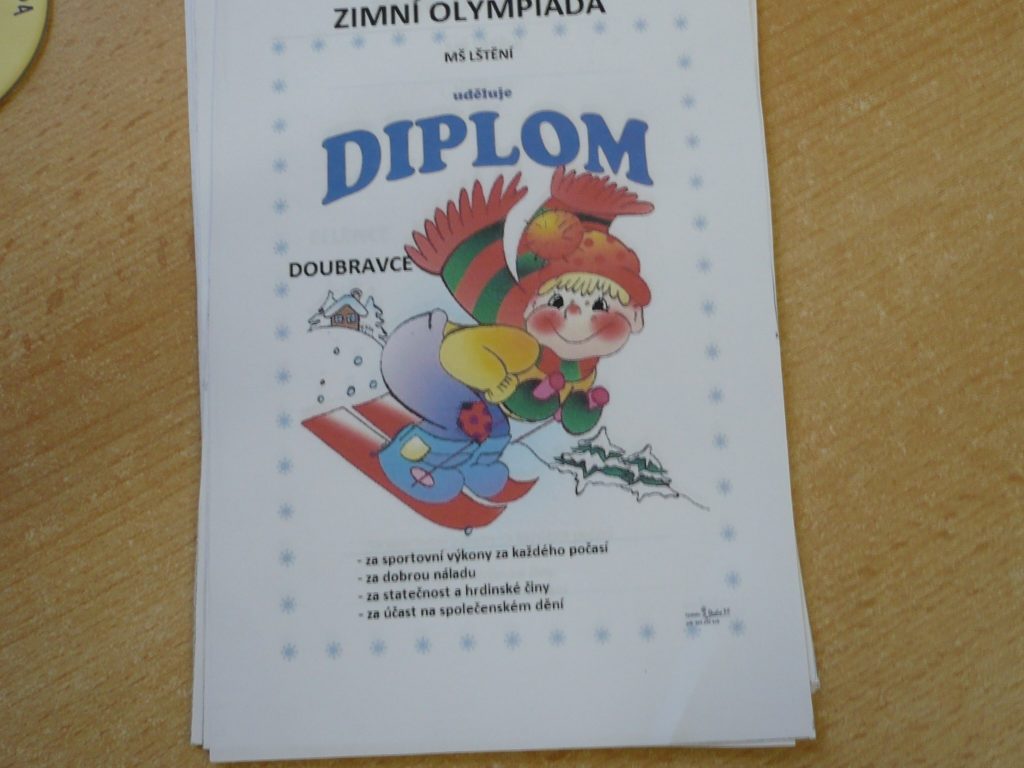 ZIMNÍ OLYMPIÁDA
MŠ LŠTĚNÍ
uděluje
DIPLOM
DOUBRAVCE
- za sportovní výkony za každého počasí
- za dobrou náladu
- za statečnost a hrdinské činy
- za účast na společenském dění